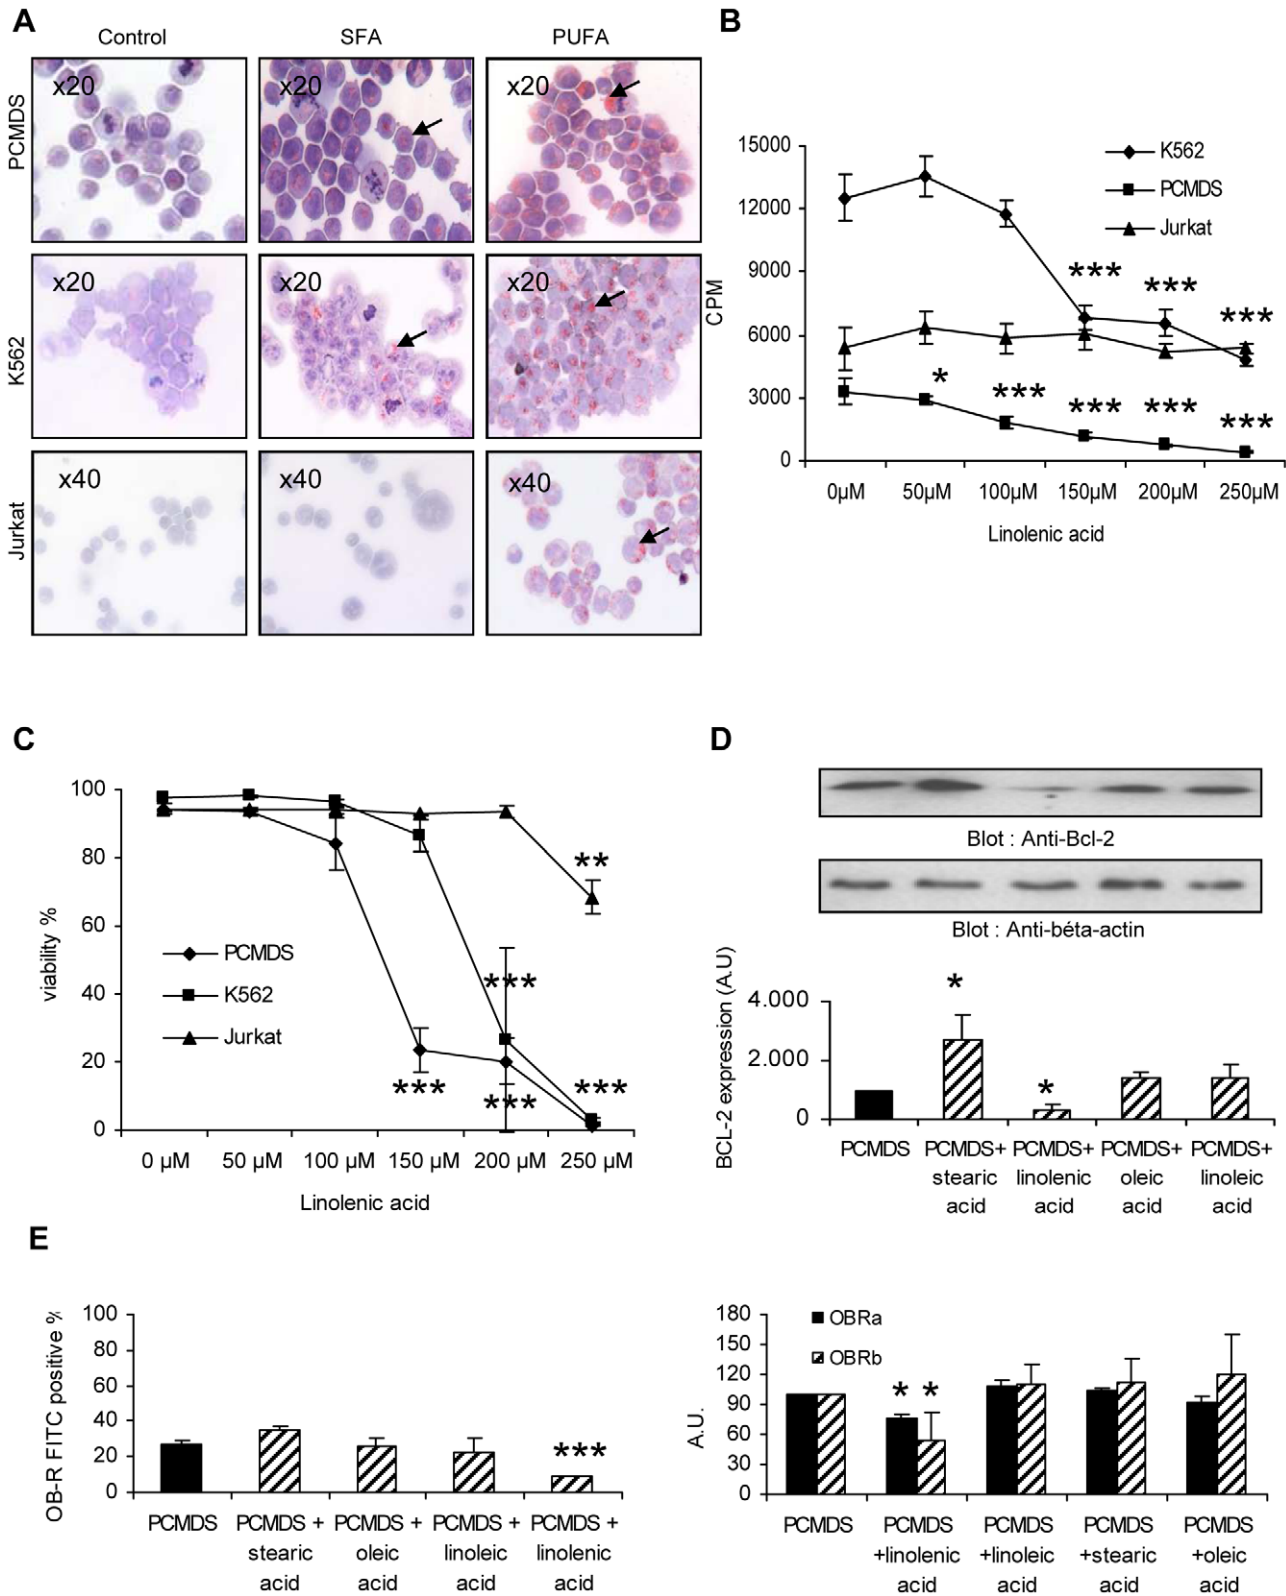 A
Control
SFA
PUFA
PCMDS
x20
x20
x20
K562
x20
x20
x20
Jurkat
x40
x40
x40
B
CPM
15000
12000
9000
6000
3000
0
K562
PCMDS
Jurkat
***
***
***
*
***
***
***
***
0µM
50µM
100µM
150µM
200µM
250µM
Linolenic acid
C
viability %
100
80
60
40
20
0
PCMDS
K562
Jurkat
**
***
***
***
***
0 µM
50 µM
100 µM
150 µM
200 µM
250 µM
Linolenic acid
D
Blot : Anti-Bcl-2
Blot : Anti-béta-actin
BCL-2 expression (A.U)
4.000
2.000
0
*
*
PCMDS
PCMDS+
stearic
acid
PCMDS+
linolenic
acid
PCMDS+
oleic
acid
PCMDS+
linoleic
acid
E
OB-R FITC positive %
100
80
60
40
20
0
***
PCMDS
PCMDS +
stearic
acid
PCMDS +
oleic
acid
PCMDS +
linoleic
acid
PCMDS +
linolenic
acid
A.U.
180
150
120
90
60
30
0
OBRa
OBRb
* *
PCMDS
PCMDS
+linolenic
acid
PCMDS
+linoleic
acid
PCMDS
+stearic
acid
PCMDS
+oleic
acid